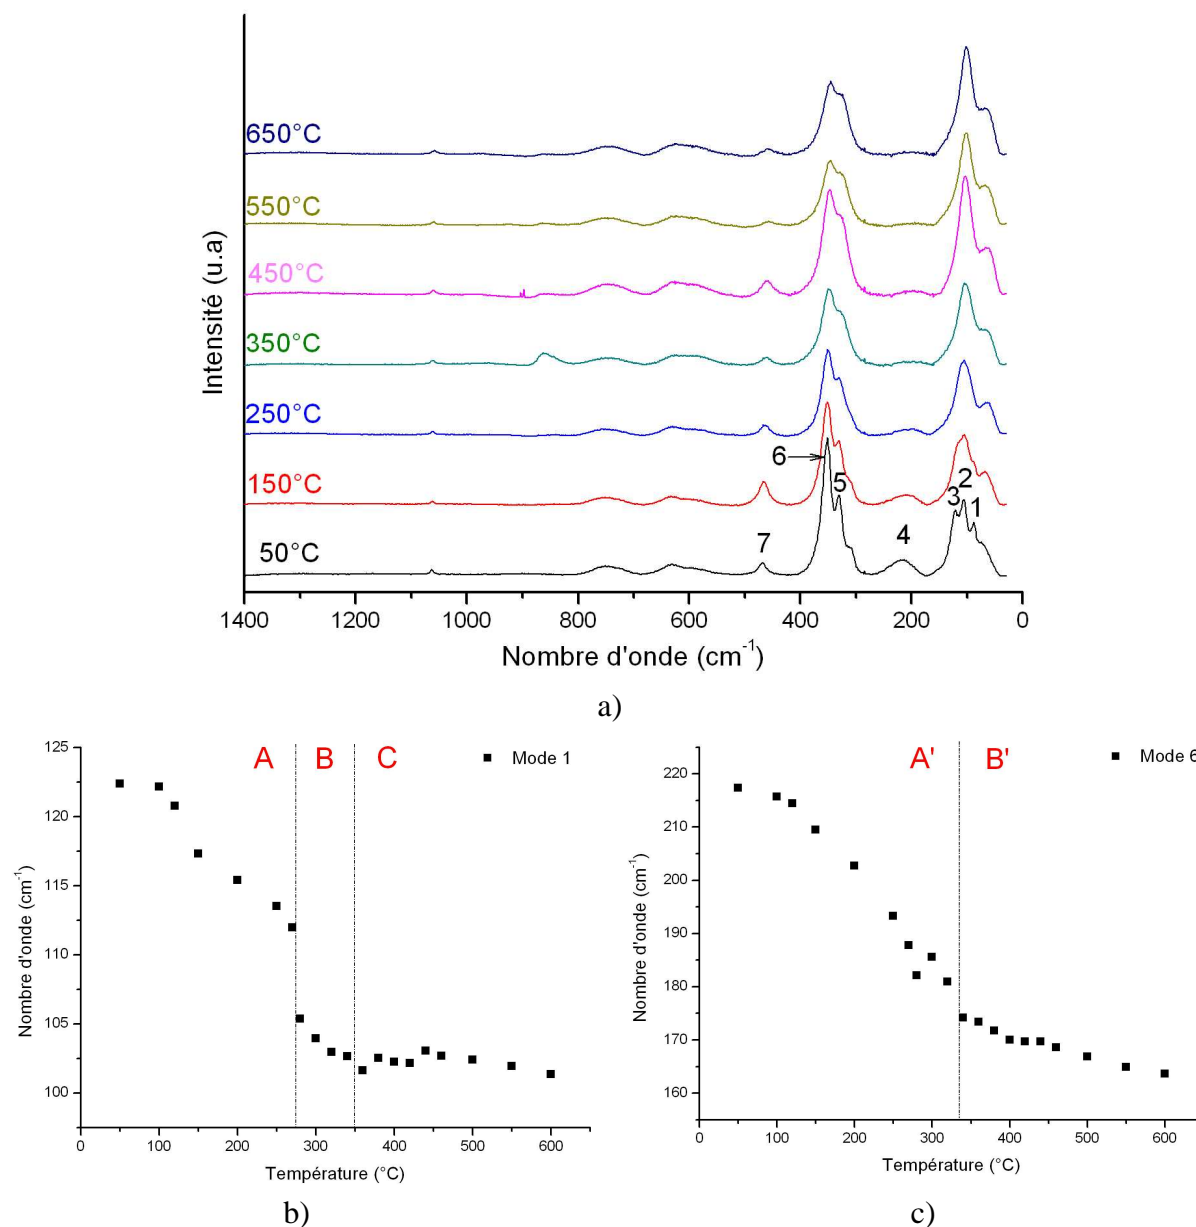 650°C
550°C
450°C
350°C
250°C
150°C
50°C
7
6
5
4
3
2
1
Intensité (u.a)
1400 1200 1000 800 600 400 200 0
Nombre d'onde (cm⁻¹)
a)
A B C
Mode 1
125
120
115
110
105
100
Nombre d'onde (cm⁻¹)
0 100 200 300 400 500 600
Température (°C)
b)
A' B'
Mode 6
220
210
200
190
180
170
160
Nombre d'onde (cm⁻¹)
0 100 200 300 400 500 600
Température (°C)
c)